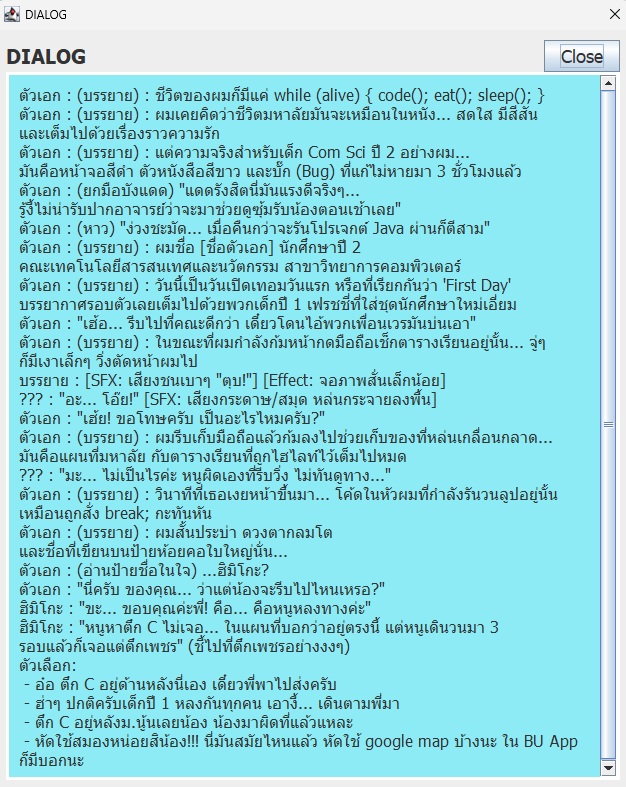 DIALOG
DIALOG
Close
ตัวเอก : (บรรยาย) : ชีวิตของผมก็มีแค่ while (alive) { code(); eat(); sleep(); }
ตัวเอก : (บรรยาย) : ผมเคยคิดว่าชีวิตมหาลัยมันจะเหมือนในหนัง... สดใส มีสีสัน
และเต็มไปด้วยเรื่องราวความรัก
ตัวเอก : (บรรยาย) : แต่ความจริงสำหรับเด็ก Com Sci ปี 2 อย่างผม...
มันคือหน้าจอสีดำ ตัวหนังสือสีขาว และบั๊ก (Bug) ที่แก้ไม่หายมา 3 ชั่วโมงแล้ว
ตัวเอก : (ยกมือบังแดด) "แดดรังสิตนี่มันแรงดีจริงๆ...
รู้งี้ไม่น่ารับปากอาจารย์ว่าจะมาช่วยดูซุ้มรับน้องตอนเช้าเลย"
ตัวเอก : (หาว) "ง่วงชะมัด... เมื่อคืนกว่าจะรันโปรเจกต์ Java ผ่านก็ตีสาม"
ตัวเอก : (บรรยาย) : ผมชื่อ [ชื่อตัวเอก] นักศึกษาปี 2
คณะเทคโนโลยีสารสนเทศและนวัตกรรม สาขาวิทยาการคอมพิวเตอร์
ตัวเอก : (บรรยาย) : วันนี้เป็นวันเปิดเทอมวันแรก หรือที่เรียกกันว่า 'First Day'
บรรยากาศรอบตัวเลยเต็มไปด้วยพวกเด็กปี 1 เฟรชชี่ที่ใส่ชุดนักศึกษาใหม่เอี่ยม
ตัวเอก : "เฮ้อ... รีบไปที่คณะดีกว่า เดี๋ยวโดนไอ้พวกเพื่อนเวรมันบ่นเอา"
ตัวเอก : (บรรยาย) : ในขณะที่ผมกำลังก้มหน้ากดมือถือเช็กตารางเรียนอยู่นั้น... จู่ๆ
ก็มีเงาเล็กๆ วิ่งตัดหน้าผมไป
บรรยาย : [SFX: เสียงชนเบาๆ "ตุบ!"] [Effect: จอภาพสั่นเล็กน้อย]
??? : "อะ... โอ๊ย!" [SFX: เสียงกระดาษ/สมุด หล่นกระจายลงพื้น]
ตัวเอก : "เฮ้ย! ขอโทษครับ เป็นอะไรไหมครับ?"
ตัวเอก : (บรรยาย) : ผมรีบเก็บมือถือแล้วก้มลงไปช่วยเก็บของที่หล่นเกลื่อนกลาด...
มันคือแผนที่มหาลัย กับตารางเรียนที่ถูกไฮไลท์ไว้เต็มไปหมด
??? : "มะ... ไม่เป็นไรค่ะ หนูผิดเองที่รีบวิ่ง ไม่ทันดูทาง..."
ตัวเอก : (บรรยาย) : วินาทีที่เธอเงยหน้าขึ้นมา... โค้ดในหัวผมที่กำลังรันวนลูปอยู่นั้น
เหมือนถูกสั่ง break; กะทันหัน
ตัวเอก : (บรรยาย) : ผมสั้นประบ่า ดวงตากลมโต
และชื่อที่เขียนบนป้ายห้อยคอใบใหญ่นั่น...
ตัวเอก : (อ่านป้ายชื่อในใจ) ...ฮิมิโกะ?
ตัวเอก : "นี่ครับ ของคุณ... ว่าแต่น้องจะรีบไปไหนเหรอ?"
ฮิมิโกะ : "ขะ... ขอบคุณค่ะพี่! คือ... คือหนูหลงทางค่ะ"
ฮิมิโกะ : "หนูหาตึก C ไม่เจอ... ในแผนที่บอกว่าอยู่ตรงนี้ แต่หนูเดินวนมา 3
รอบแล้วก็เจอแต่ตึกเพชร" (ชี้ไปที่ตึกเพชรอย่างงงๆ)
ตัวเลือก:
- อ๋อ ตึก C อยู่ด้านหลังนี่เอง เดี๋ยวพี่พาไปส่งครับ
- ฮ่าๆ ปกติครับเด็กปี 1 หลงกันทุกคน เอางี้... เดินตามพี่มา
- ตึก C อยู่หลังม.นู้นเลยน้อง น้องมาผิดที่แล้วแหละ
- หัดใช้สมองหน่อยสิน้อง!!! นี่มันสมัยไหนแล้ว หัดใช้ google map บ้างนะ ใน BU App
ก็มีบอกนะ